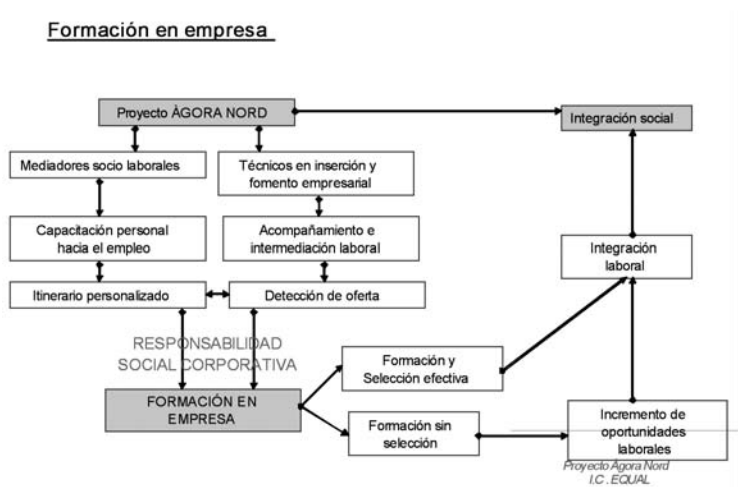 Formación en empresa
Proyecto ÀGORA NORD
Integración social
Mediadores socio laborales
Técnicos en inserción y
fomento empresarial
Capacitación personal
hacia el empleo
Acompañamiento e
intermediación laboral
Integración
laboral
Itinerario personalizado
Detección de oferta
RESPONSABILIDAD
SOCIAL CORPORATIVA
Formación y
Selección efectiva
FORMACIÓN EN
EMPRESA
Formación sin
selección
Incremento de
oportunidades
laborales
Proyecto Agora Nord
I.C . EQUAL